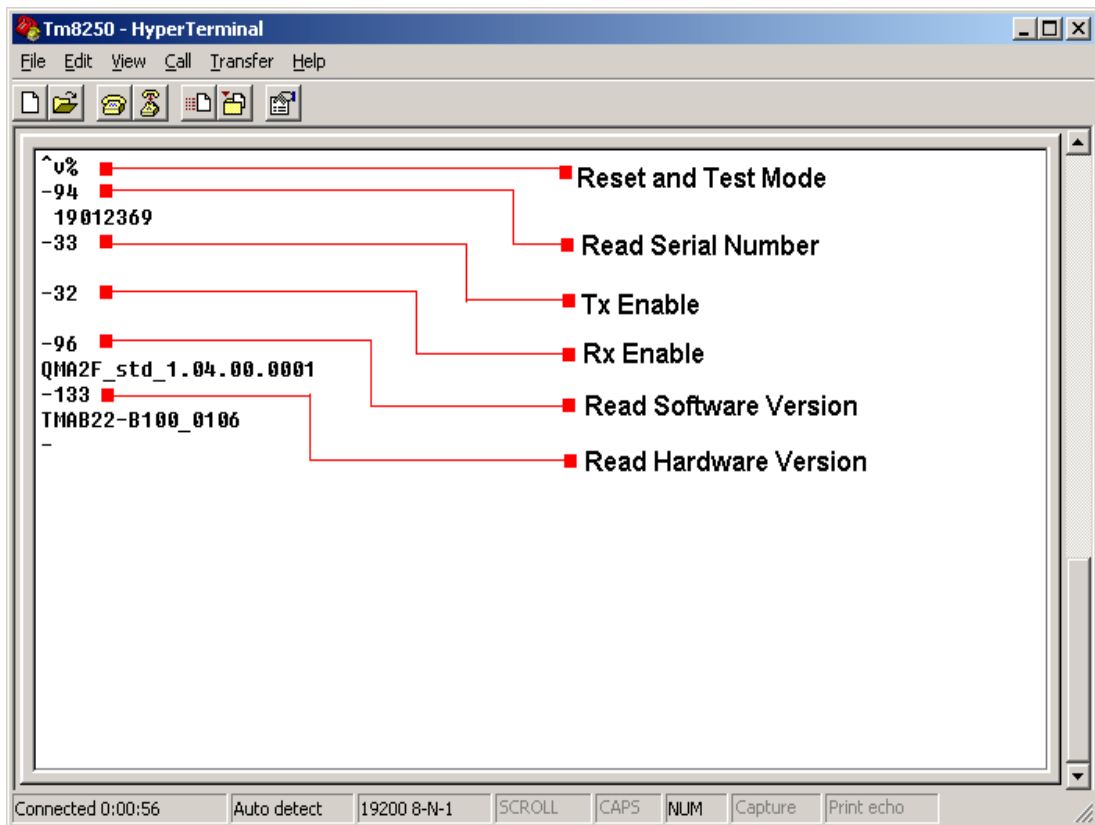 Tm8250 - HyperTerminal
File Edit View Call Transfer Help
^v%
Reset and Test Mode
-94
19012369
Read Serial Number
-33
Tx Enable
-32
Rx Enable
-96
QMA2F_std_1.04.00.0001
Read Software Version
-133
TMAB22-B100_0106
-
Read Hardware Version
Connected 0:00:56 Auto detect 19200 8-N-1 SCROLL CAPS NUM Capture Print echo